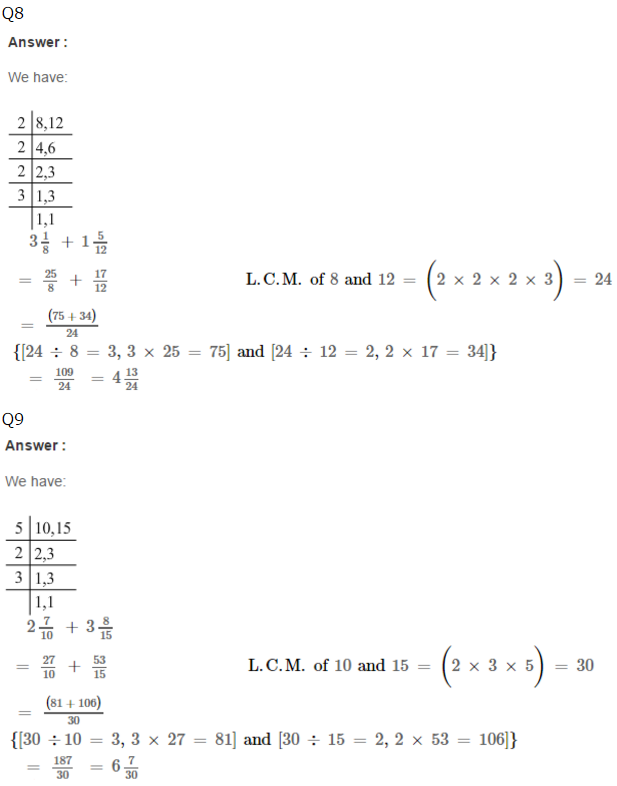 Q8
Answer :
We have:
2 | 8,12
2 | 4,6
2 | 2,3
3 | 1,3
| 1,1
3 1/8 + 1 5/12
= 25/8 + 17/12 L.C.M. of 8 and 12 = (2 × 2 × 2 × 3) = 24
= (75 + 34)/24
{[24 ÷ 8 = 3, 3 × 25 = 75] and [24 ÷ 12 = 2, 2 × 17 = 34]}
= 109/24 = 4 13/24
Q9
Answer :
We have:
5 | 10,15
2 | 2,3
3 | 1,3
| 1,1
2 7/10 + 3 8/15
= 27/10 + 53/15 L.C.M. of 10 and 15 = (2 × 3 × 5) = 30
= (81 + 106)/30
{[30 ÷ 10 = 3, 3 × 27 = 81] and [30 ÷ 15 = 2, 2 × 53 = 106]}
= 187/30 = 6 7/30